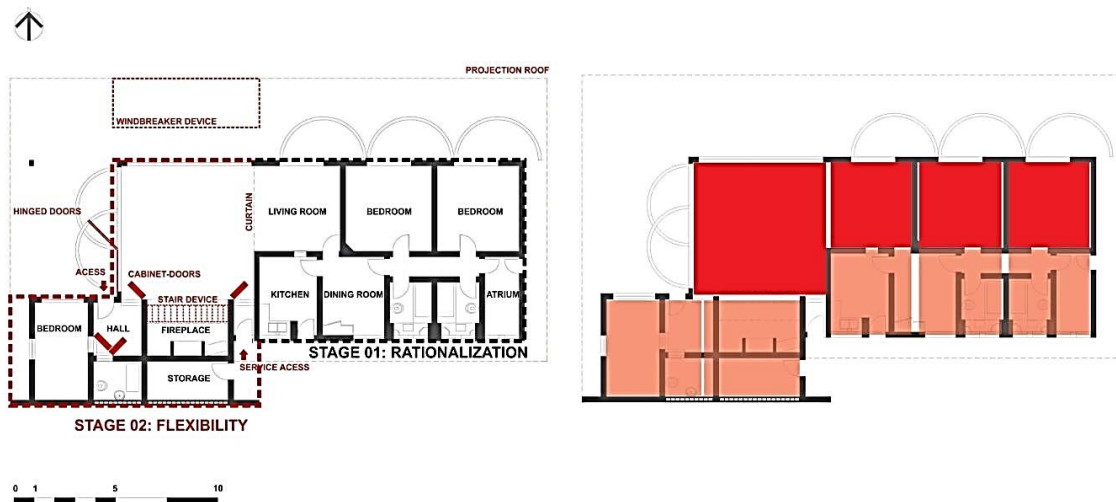 PROJECTION ROOF
WINDBREAKER DEVICE
HINGED DOORS
CURTAIN
LIVING ROOM
BEDROOM
BEDROOM
ACESS
CABINET-DOORS
STAIR DEVICE
KITCHEN
DINING ROOM
ATRIUM
BEDROOM
HALL
FIREPLACE
STAGE 01: RATIONALIZATION
SERVICE ACESS
STORAGE
STAGE 02: FLEXIBILITY
0 1 5 10